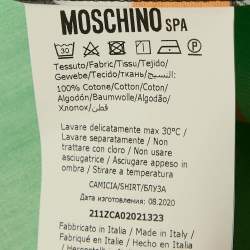 MOSCHINO SPA
30
Tessuto/Fabric/Tissu/Tejido/
Gewebe/Tecido/ткань/النسيج:
100% Cotone/Cotton/Coton/
Algodón/Baumwolle/Algodão/
Хлопок/قطن
Lavare delicatamente max 30°C /
Lavare a secco / Non
trattare con cloro / Non usare
asciugatrice / Asciugare appeso in
ombra / Stirare a temperatura
CAMICIA/SHIRT/БЛУЗА
Дата изготовления: 08.2020
211ZCA02021323
Fabbricato in Italia / Made in Italy /
Fabriqué en Italie / Hecho en Italia